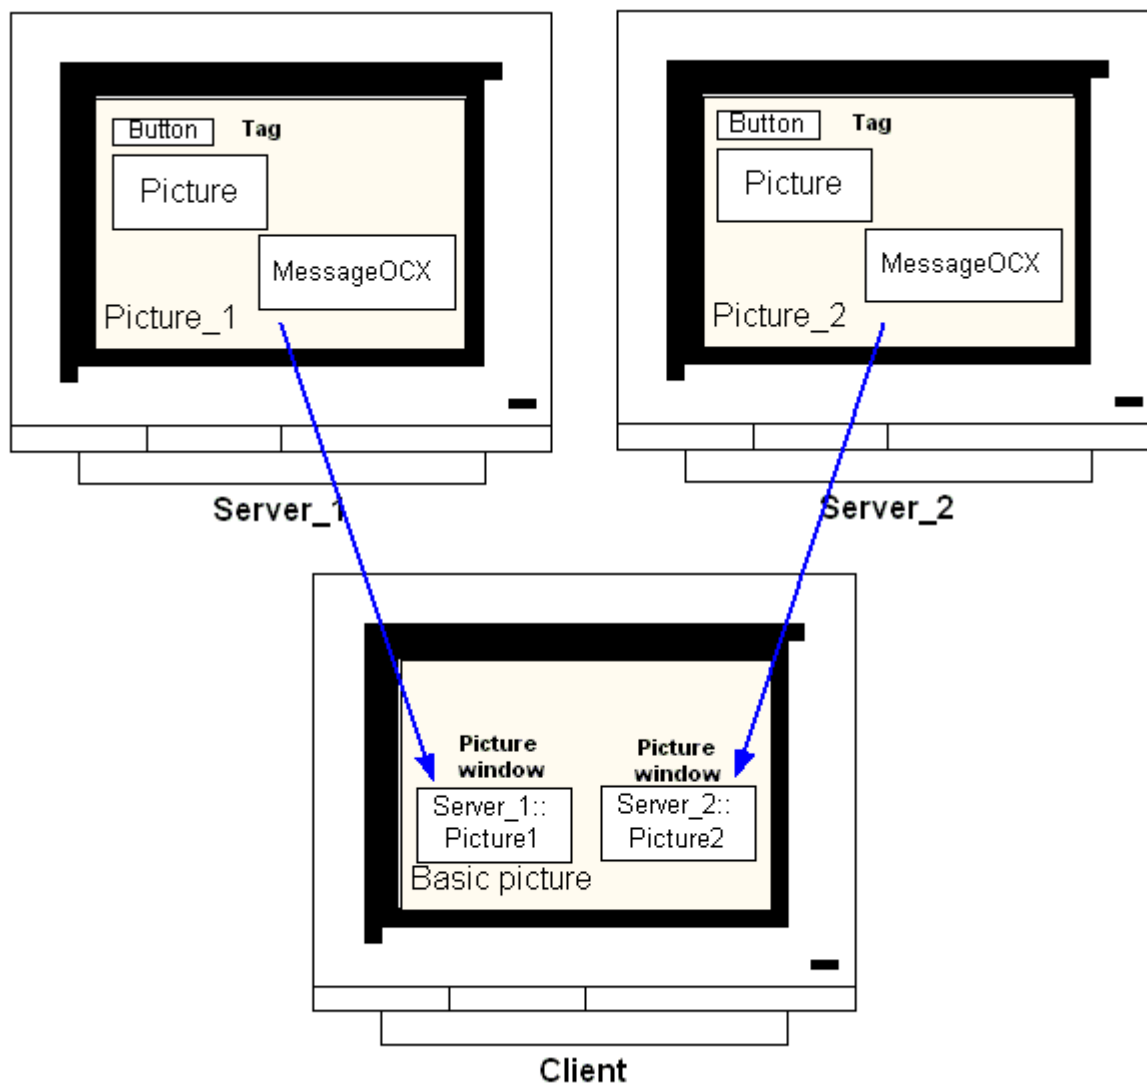 Button Tag
Picture
MessageOCX
Picture_1
Server_1
Button Tag
Picture
MessageOCX
Picture_2
Server_2
Picture
window
Server_1::
Picture1
Picture
window
Server_2::
Picture2
Basic picture
Client